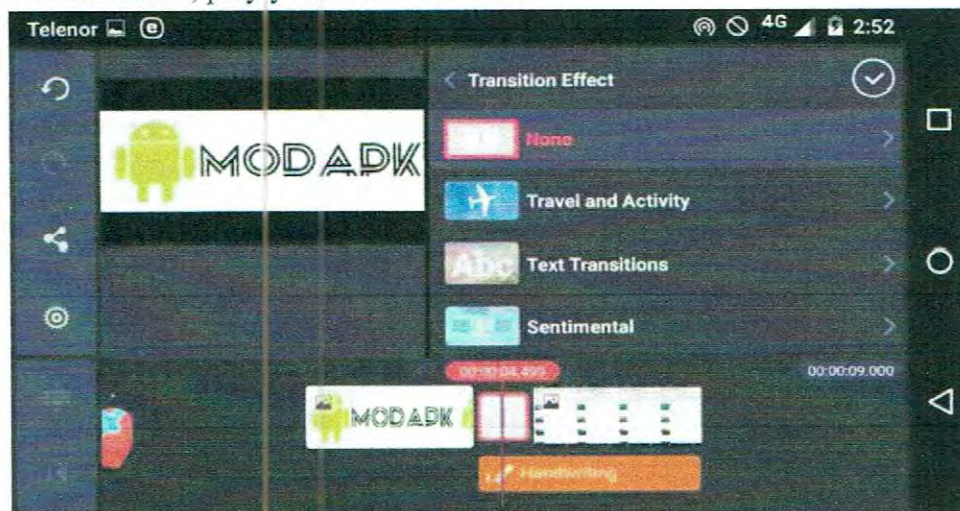 Telenor 4G 2:52
Transition Effect
None
MODAPK
Travel and Activity
Abc
Text Transitions
Sentimental
00:00:04.499
00:00:09.000
MODAPK
Handwriting